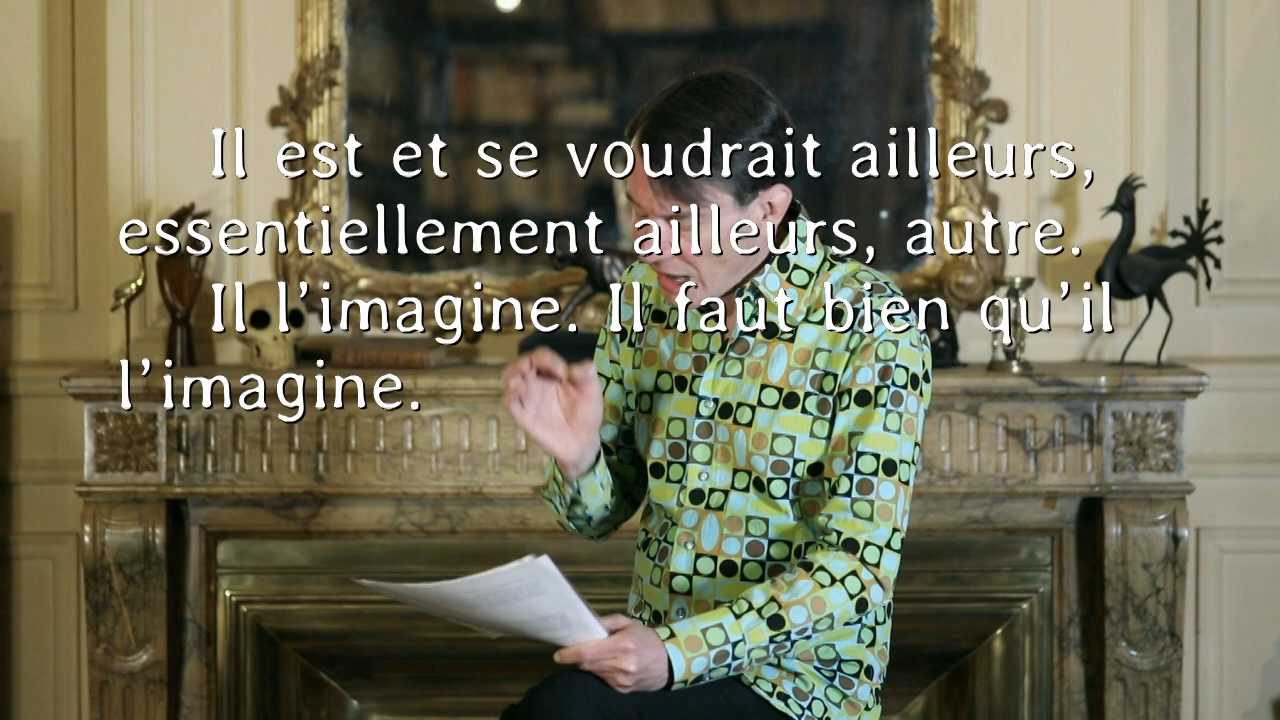 Il est et se voudrait ailleurs,
essentiellement ailleurs, autre.
Il l’imagine. Il faut bien qu’il
l’imagine.